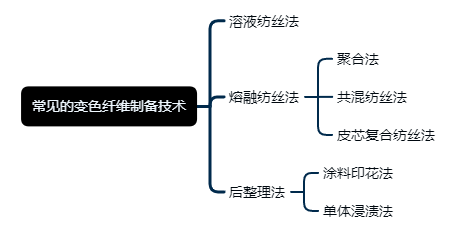 常见的变色纤维制备技术
溶液纺丝法
熔融纺丝法
聚合法
共混纺丝法
皮芯复合纺丝法
后整理法
涂料印花法
单体浸渍法